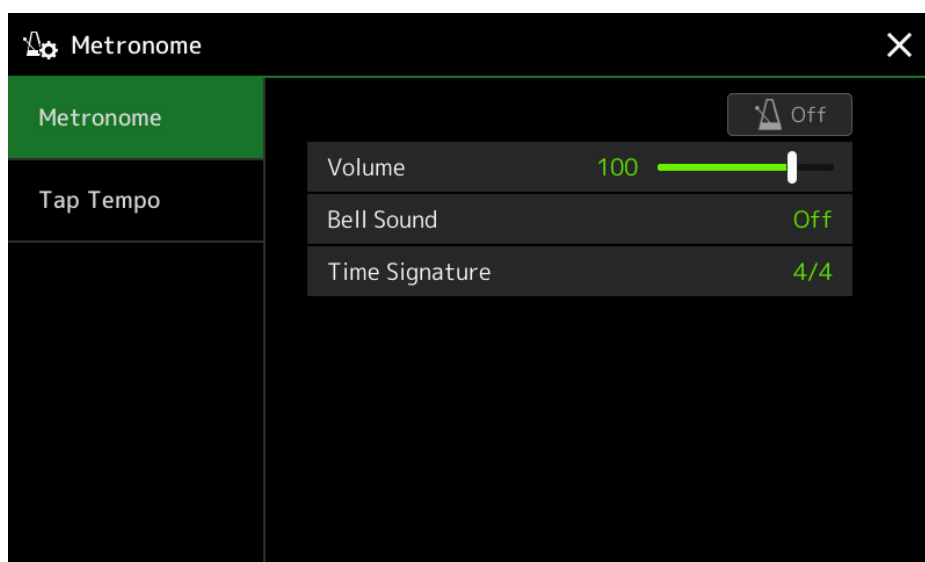 Metronome
Metronome
Tap Tempo
Off
Volume 100
Bell Sound Off
Time Signature 4/4